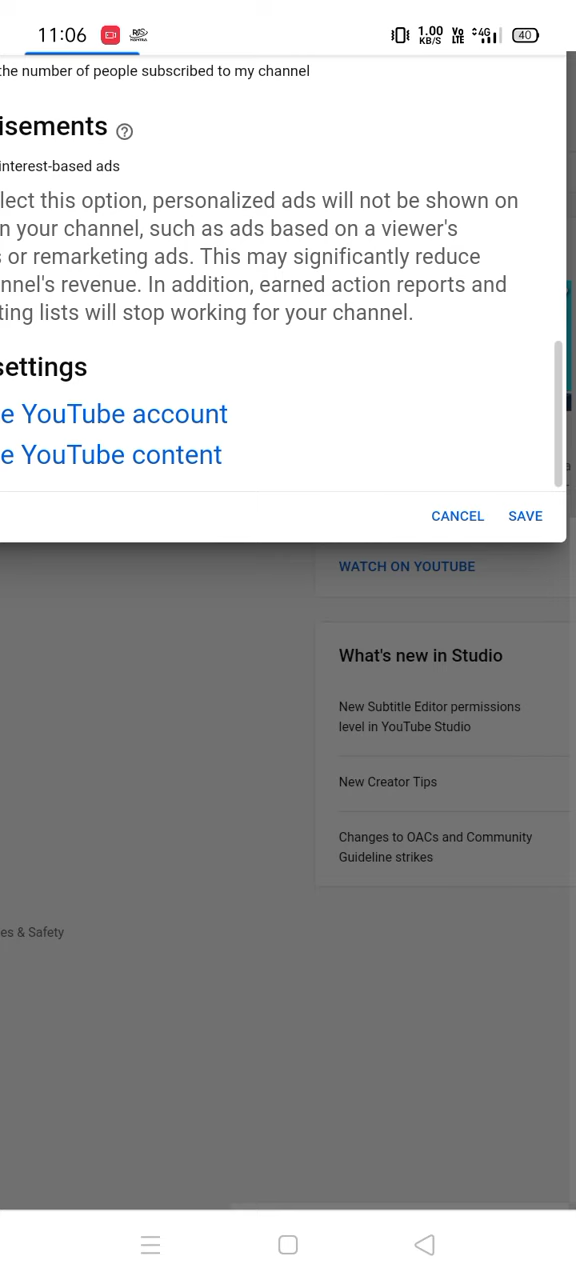 11:06
1.00 KB/S
Vo LTE
4G
40
the number of people subscribed to my channel
isements
interest-based ads
lect this option, personalized ads will not be shown on
n your channel, such as ads based on a viewer's
s or remarketing ads. This may significantly reduce
nnel's revenue. In addition, earned action reports and
ting lists will stop working for your channel.
settings
e YouTube account
e YouTube content
CANCEL SAVE
WATCH ON YOUTUBE
What's new in Studio
New Subtitle Editor permissions
level in YouTube Studio
New Creator Tips
Changes to OACs and Community
Guideline strikes
es & Safety